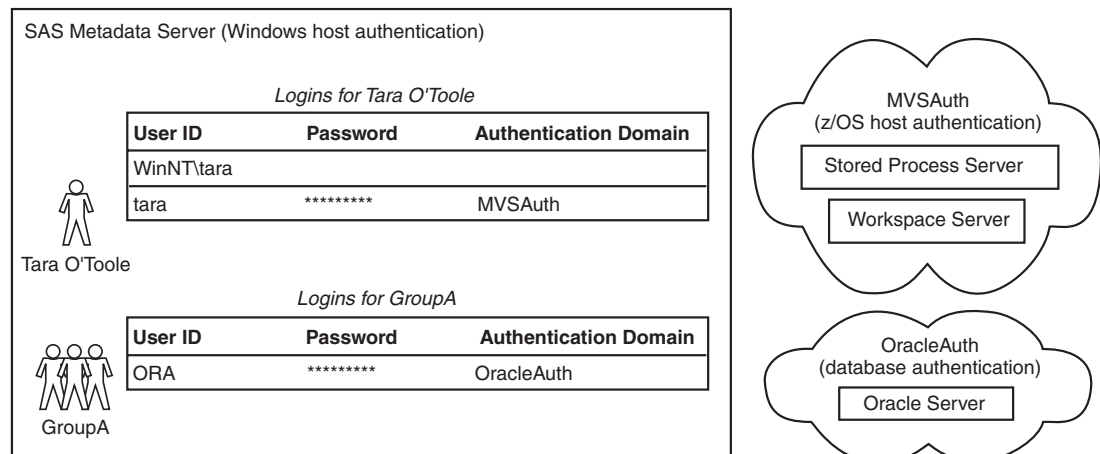 SAS Metadata Server (Windows host authentication)
Logins for Tara O'Toole
User ID Password Authentication Domain
WinNT\tara
tara ********* MVSAuth
Tara O'Toole
Logins for GroupA
User ID Password Authentication Domain
ORA ********* OracleAuth
GroupA
MVSAuth
(z/OS host authentication)
Stored Process Server
Workspace Server
OracleAuth
(database authentication)
Oracle Server